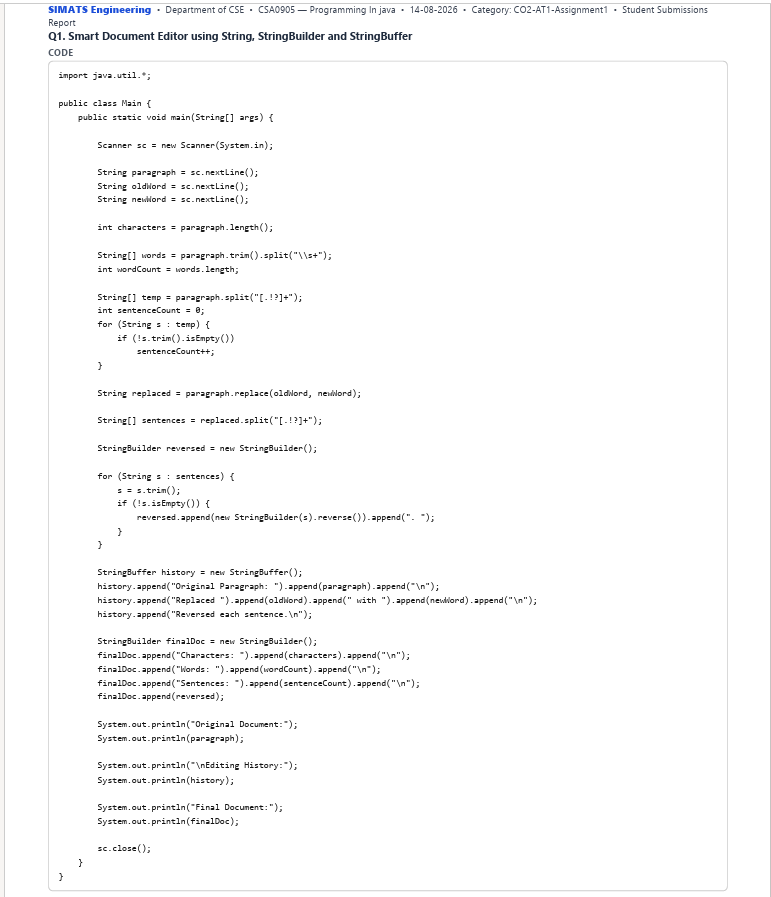 SIMATS Engineering • Department of CSE • CSA0905 — Programming In java • 14-08-2026 • Category: CO2-AT1-Assignment1 • Student Submissions
Report
Q1. Smart Document Editor using String, StringBuilder and StringBuffer
CODE
import java.util.*;
public class Main {
    public static void main(String[] args) {
        Scanner sc = new Scanner(System.in);
        String paragraph = sc.nextLine();
        String oldWord = sc.nextLine();
        String newWord = sc.nextLine();
        int characters = paragraph.length();
        String[] words = paragraph.trim().split("\\s+");
        int wordCount = words.length;
        String[] temp = paragraph.split("[.!?]+");
        int sentenceCount = 0;
        for (String s : temp) {
            if (!s.trim().isEmpty())
                sentenceCount++;
        }
        String replaced = paragraph.replace(oldWord, newWord);
        String[] sentences = replaced.split("[.!?]+");
        StringBuilder reversed = new StringBuilder();
        for (String s : sentences) {
            s = s.trim();
            if (!s.isEmpty()) {
                reversed.append(new StringBuilder(s).reverse()).append(". ");
            }
        }
        StringBuffer history = new StringBuffer();
        history.append("Original Paragraph: ").append(paragraph).append("\n");
        history.append("Replaced ").append(oldWord).append(" with ").append(newWord).append("\n");
        history.append("Reversed each sentence.\n");
        StringBuilder finalDoc = new StringBuilder();
        finalDoc.append("Characters: ").append(characters).append("\n");
        finalDoc.append("Words: ").append(wordCount).append("\n");
        finalDoc.append("Sentences: ").append(sentenceCount).append("\n");
        finalDoc.append(reversed);
        System.out.println("Original Document:");
        System.out.println(paragraph);
        System.out.println("\nEditing History:");
        System.out.println(history);
        System.out.println("Final Document:");
        System.out.println(finalDoc);
        sc.close();
    }
}